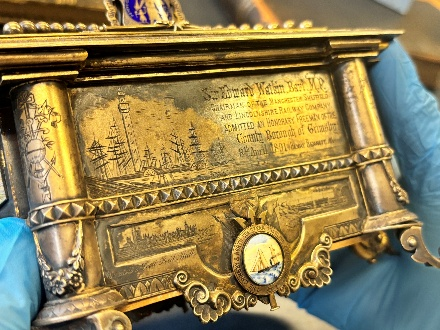 Sir Edward Watkin Bart. M.P.
CHAIRMAN OF THE MANCHESTER SHEFFIELD
AND LINCOLNSHIRE RAILWAY COMPANY
ADMITTED AN HONORARY FREEMAN OF THE
County Borough of Grimsby
1891